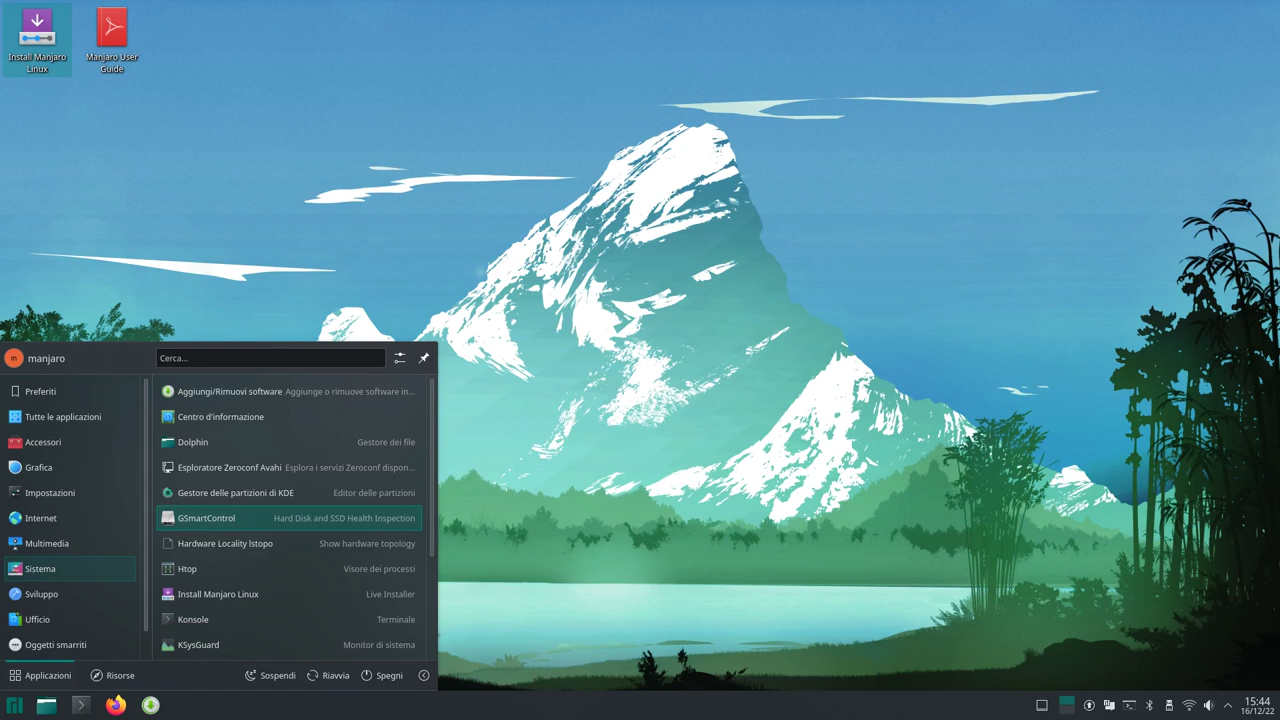 Install Manjaro
Linux
Manjaro User
Guide
m manjaro
Cerca...
Preferiti
Tutte le applicazioni
Accessori
Grafica
Impostazioni
Internet
Multimedia
Sistema
Sviluppo
Ufficio
Oggetti smarriti
Aggiungi/Rimuovi software Aggiunge o rimuove software in...
Centro d'informazione
Dolphin Gestore dei file
Esploratore Zeroconf Avahi Esplora i servizi Zeroconf dispon...
Gestore delle partizioni di KDE Editor delle partizioni
GSmartControl Hard Disk and SSD Health Inspection
Hardware Locality lstopo Show hardware topology
Htop Visore dei processi
Install Manjaro Linux Live Installer
Konsole Terminale
KSysGuard Monitor di sistema
Applicazioni Risorse Sospendi Riavvia Spegni
15:44
16/12/22